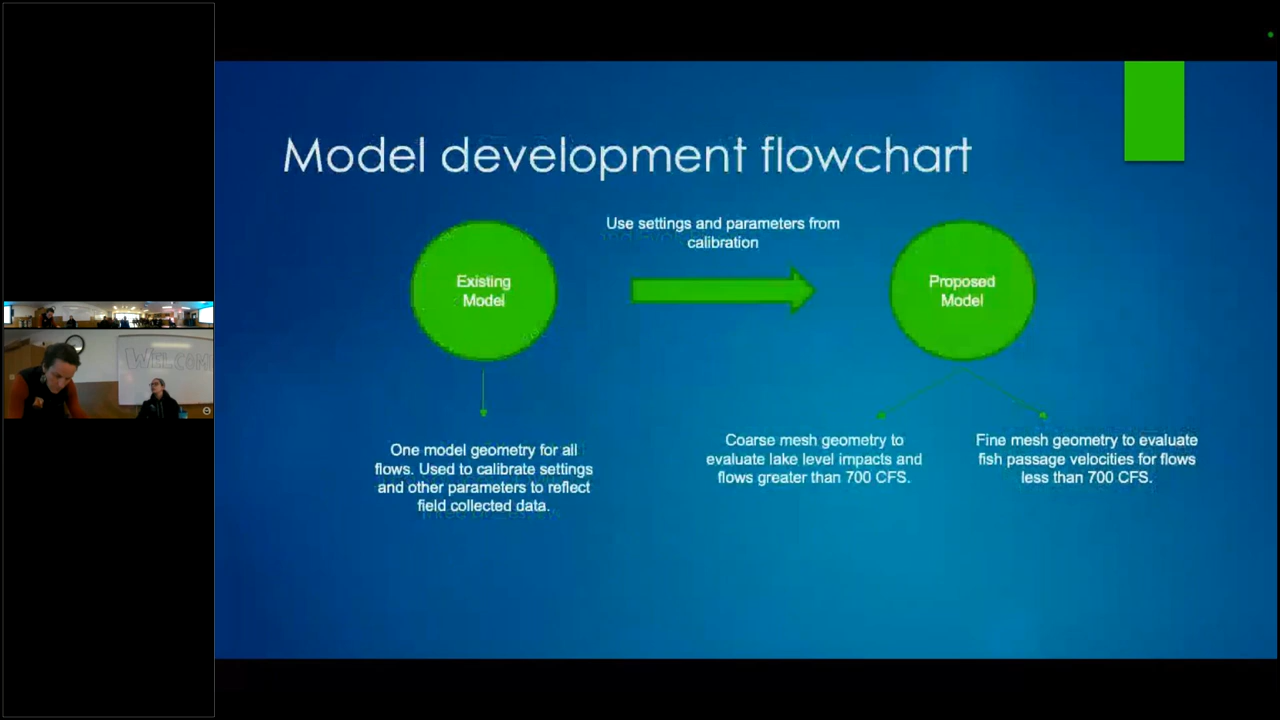 Model development flowchart
Use settings and parameters from
calibration
Existing
Model
Proposed
Model
One model geometry for all
flows. Used to calibrate settings
and other parameters to reflect
field collected data.
Coarse mesh geometry to
evaluate lake level impacts and
flows greater than 700 CFS.
Fine mesh geometry to evaluate
fish passage velocities for flows
less than 700 CFS.
WELCOME